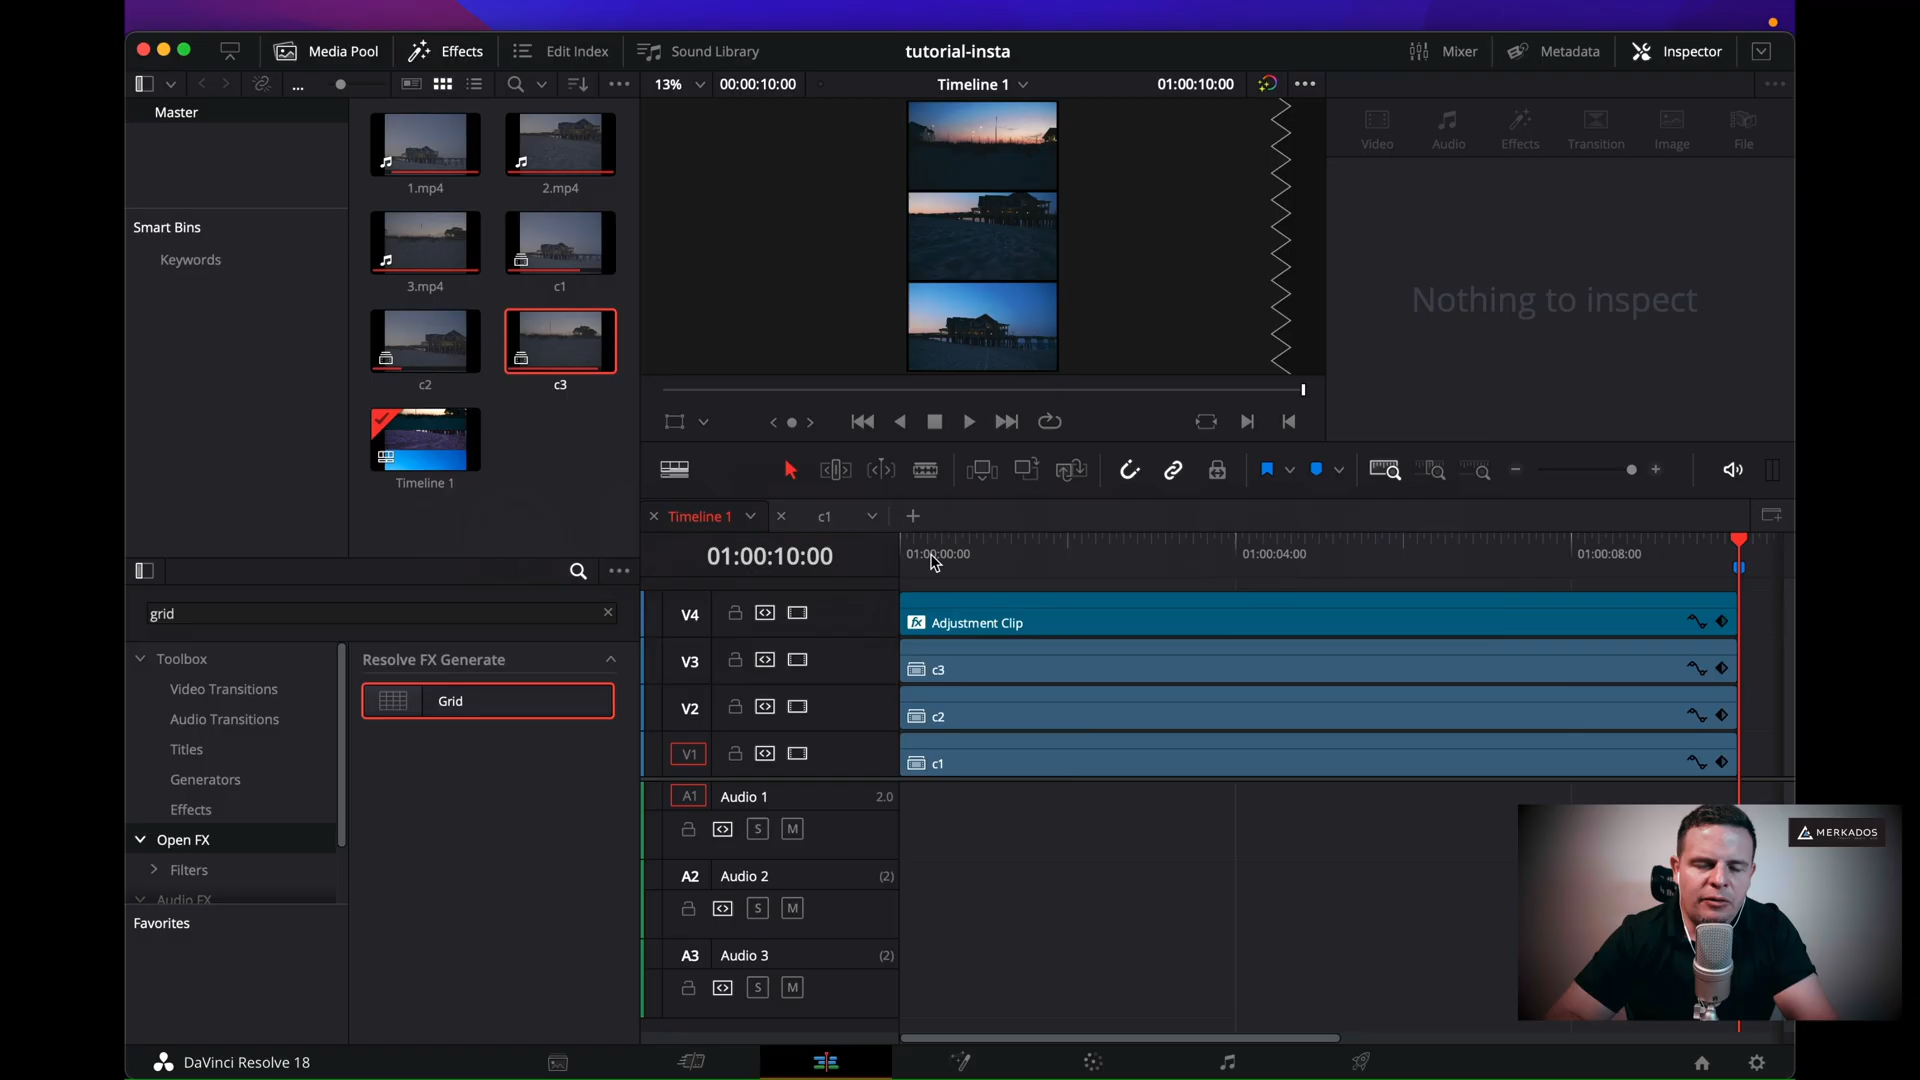 Media Pool
Effects
Edit Index
Sound Library
tutorial-insta
Mixer
Metadata
Inspector
...
13%
00:00:10:00
Timeline 1
01:00:10:00
Master
Smart Bins
Keywords
1.mp4
2.mp4
3.mp4
c1
c2
c3
Timeline 1
Video
Audio
Effects
Transition
Image
File
Nothing to inspect
Timeline 1
c1
01:00:10:00
01:00:00:00
01:00:04:00
01:00:08:00
grid
Toolbox
Video Transitions
Audio Transitions
Titles
Generators
Effects
Open FX
Filters
Audio FX
Favorites
Resolve FX Generate
Grid
V4
fx Adjustment Clip
V3
c3
V2
c2
V1
c1
A1
Audio 1
2.0
S
M
A2
Audio 2
(2)
S
M
A3
Audio 3
(2)
S
M
MERKADOS
DaVinci Resolve 18